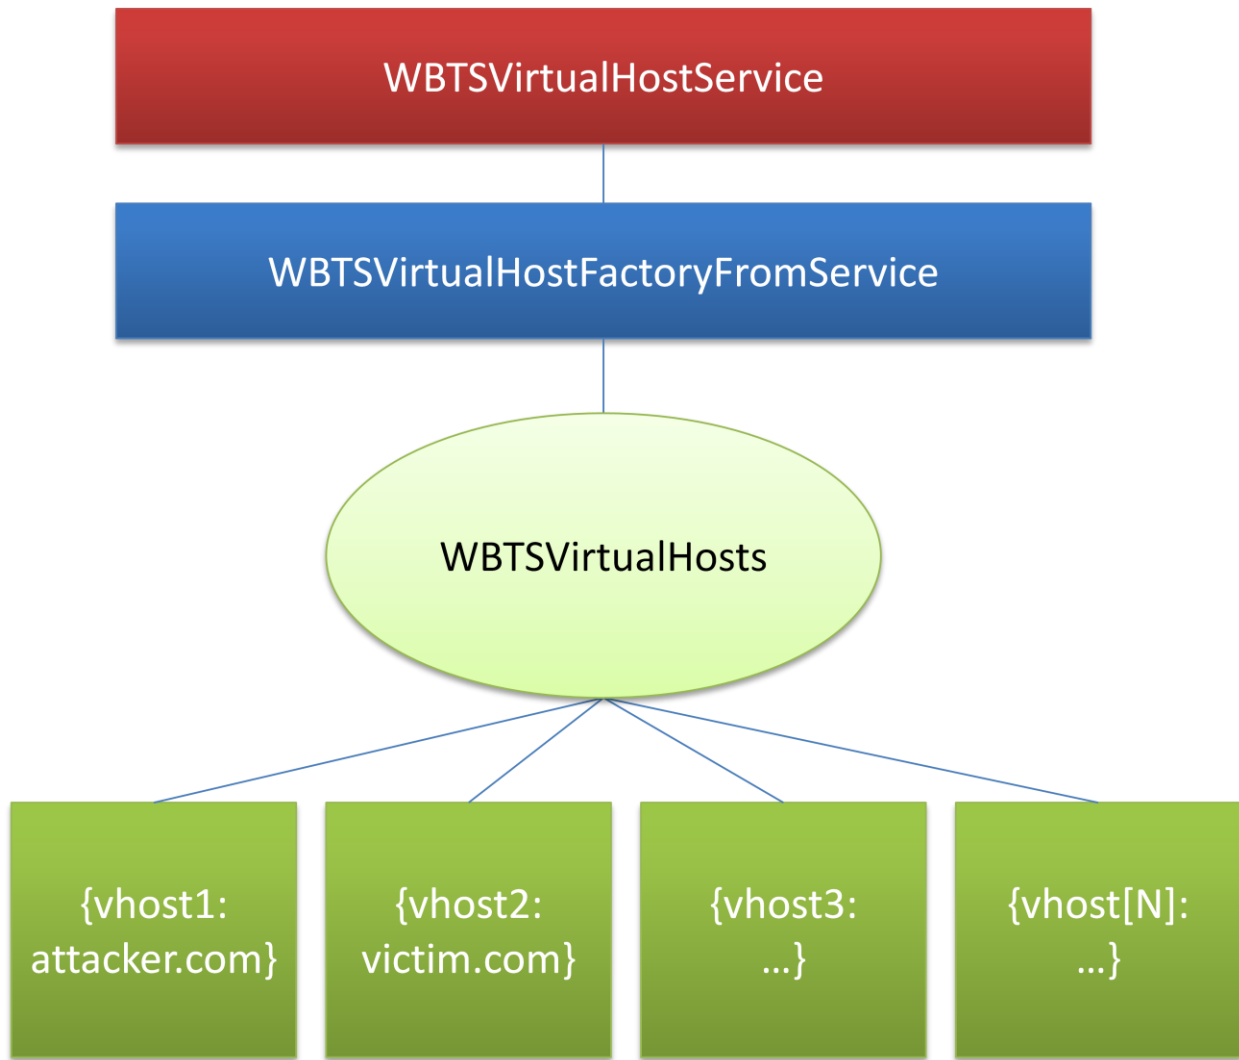 WBTSVirtualHostService
WBTSVirtualHostFactoryFromService
WBTSVirtualHosts
{vhost1:
attacker.com}
{vhost2:
victim.com}
{vhost3:
...}
{vhost[N]:
...}